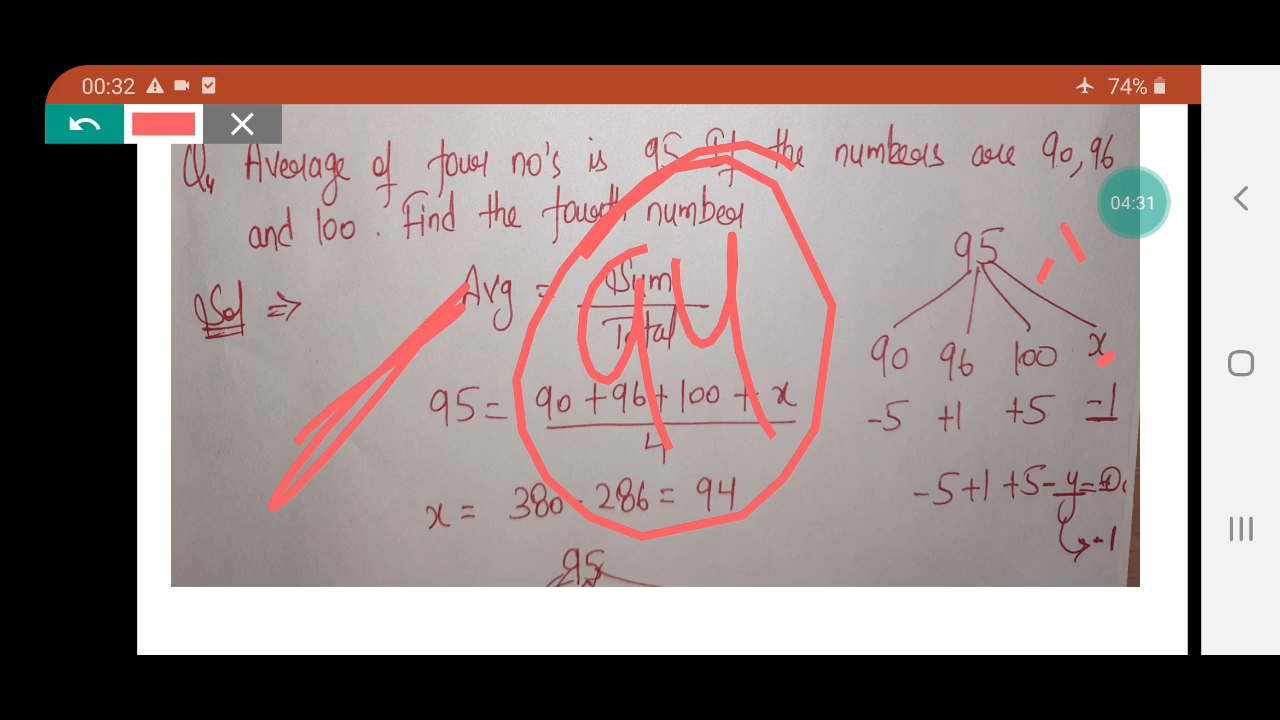 00:32
74%
Q4 Average of four no's is 95 If the numbers are 90, 96
and 100. Find the fourth number
04:31
Sol ⇒ Avg = Sum
Total
95 = 90 + 96 + 100 + x
4
x = 380 - 286 = 94
95
90 96 100 x
-5 +1 +5 -1
-5 +1 +5 - y =
→ -1
95